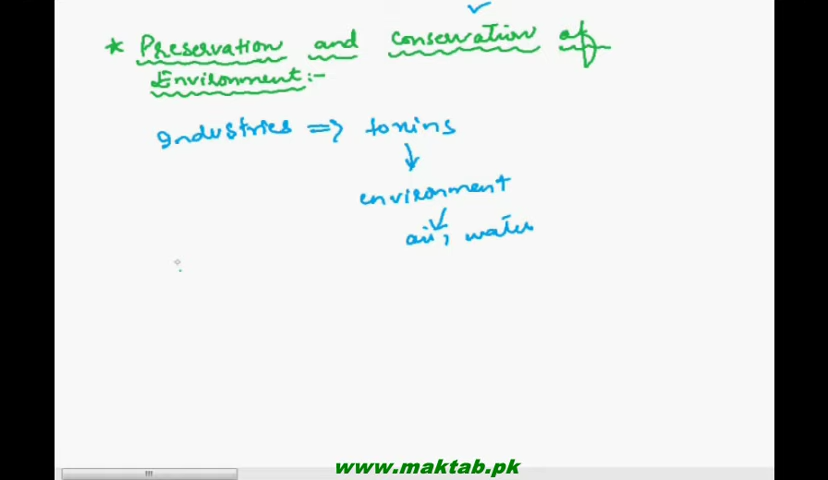 * Preservation and Conservation of
Environment:-
Industries => toxins
↓
environment
↓
air, water
www.maktab.pk